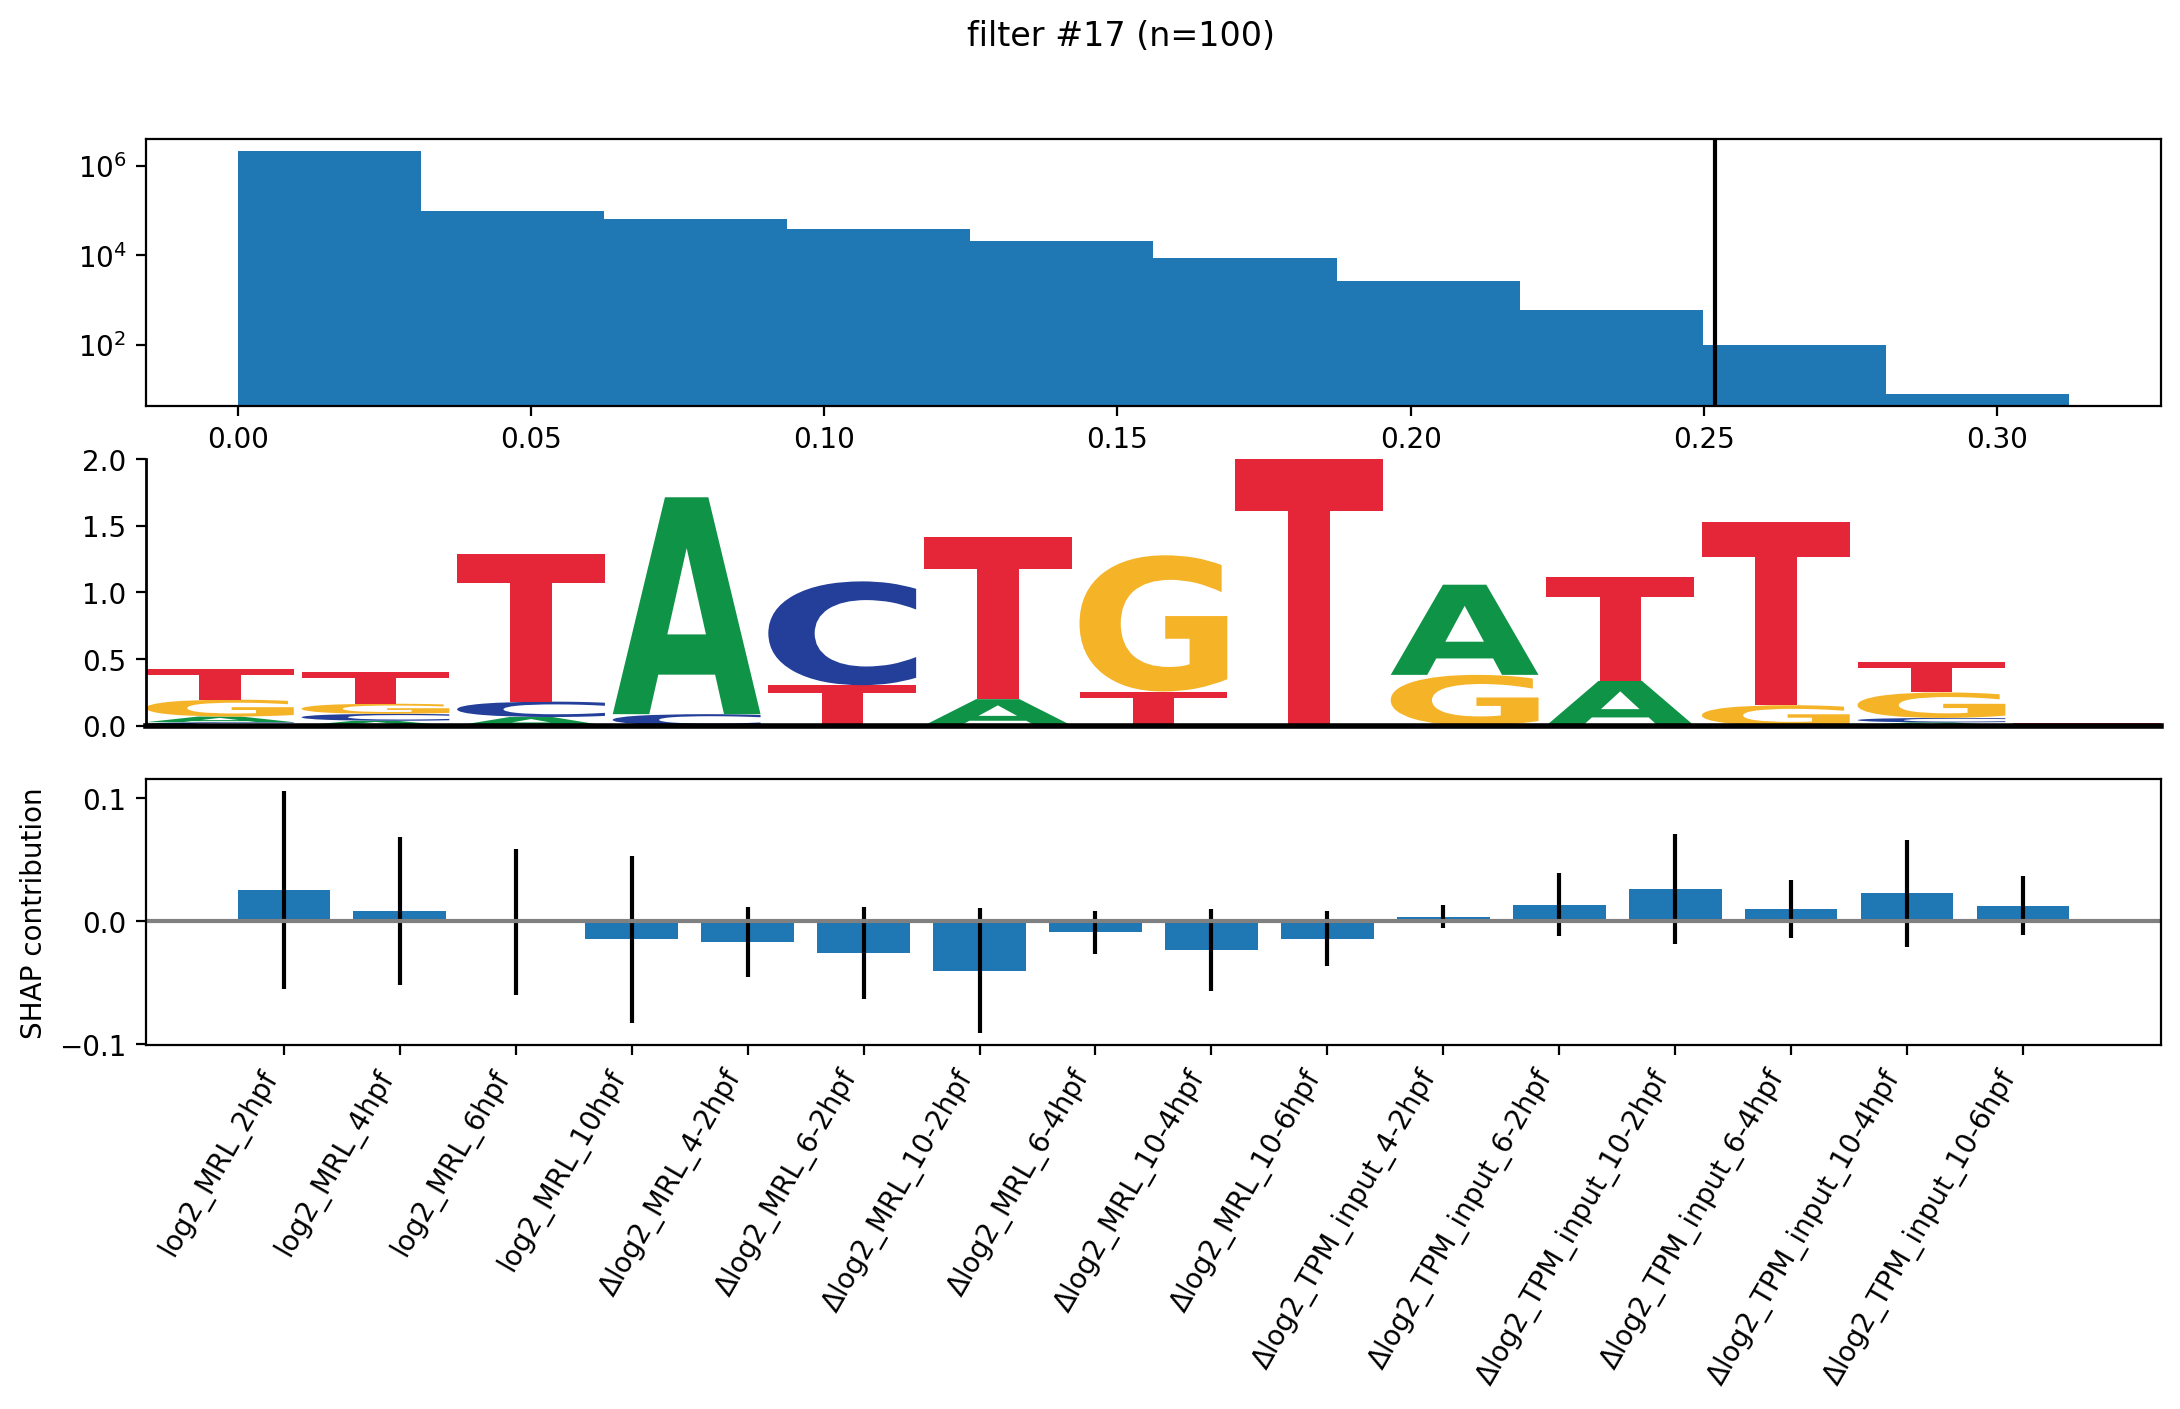 filter #17 (n=100)
10^6
10^4
10^2
0.00 0.05 0.10 0.15 0.20 0.25 0.30
2.0
1.5
1.0
0.5
0.0
T T T A C T G T A T T T
G G C C T A T G A G G
A C A C
C A A
SHAP contribution
0.1
0.0
−0.1
log2_MRL_2hpf
log2_MRL_4hpf
log2_MRL_6hpf
log2_MRL_10hpf
Δlog2_MRL_4-2hpf
Δlog2_MRL_6-2hpf
Δlog2_MRL_10-2hpf
Δlog2_MRL_6-4hpf
Δlog2_MRL_10-4hpf
Δlog2_MRL_10-6hpf
Δlog2_TPM_input_4-2hpf
Δlog2_TPM_input_6-2hpf
Δlog2_TPM_input_10-2hpf
Δlog2_TPM_input_6-4hpf
Δlog2_TPM_input_10-4hpf
Δlog2_TPM_input_10-6hpf